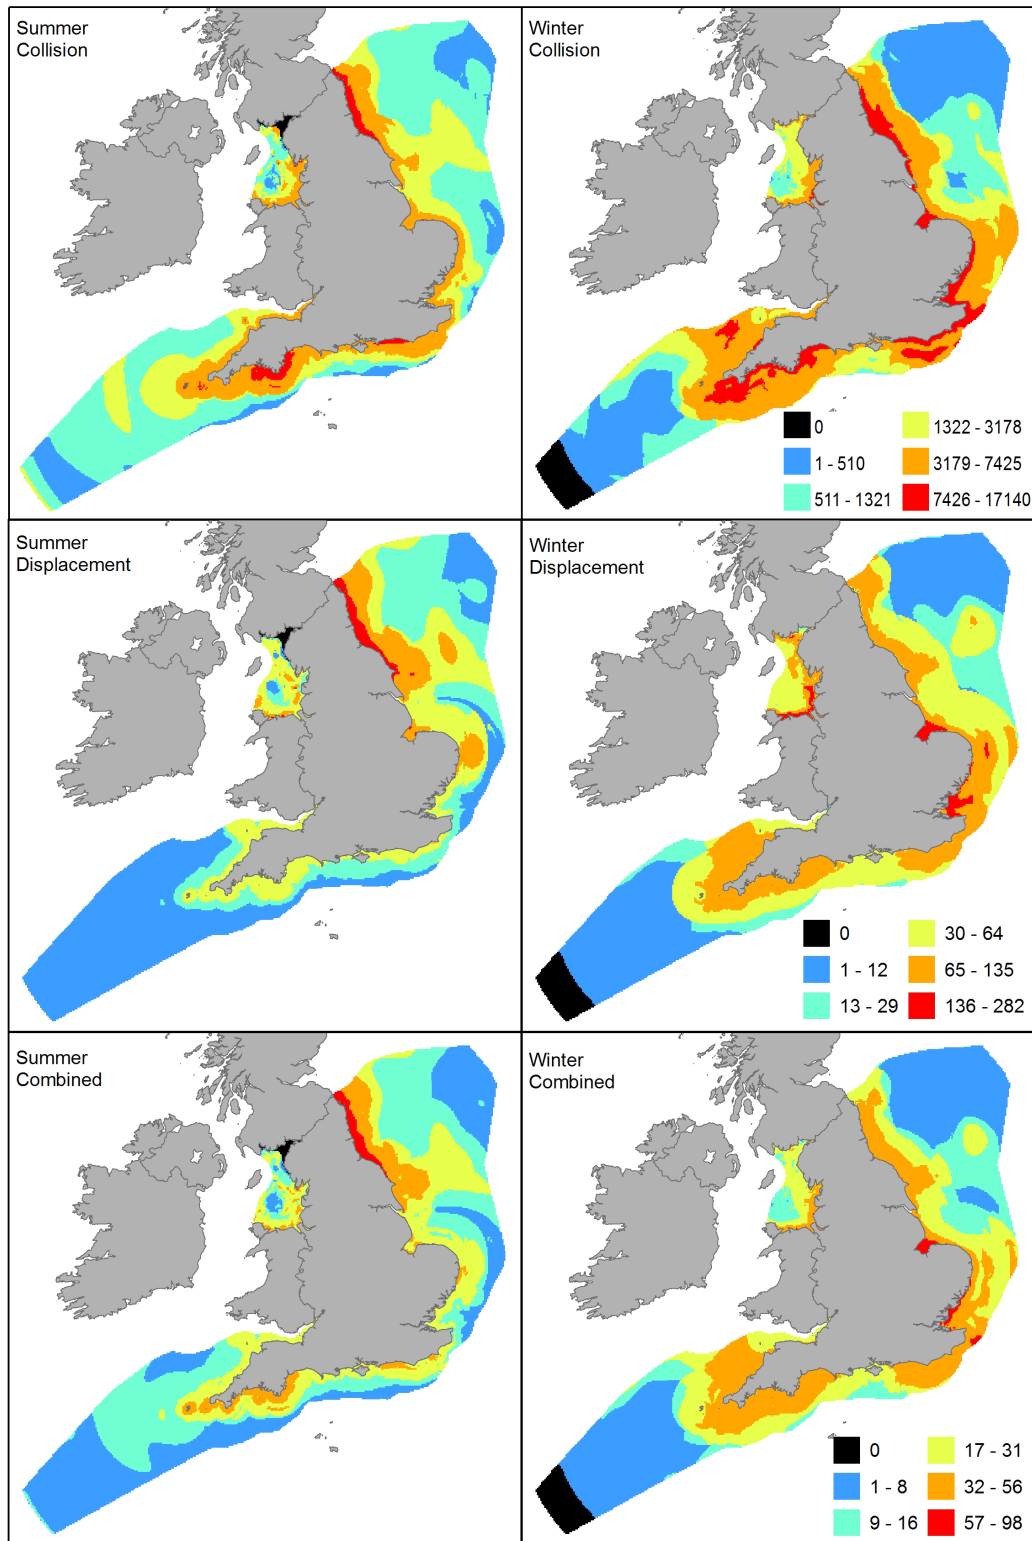 Summer
Collision
Winter
Collision
0
1322 - 3178
1 - 510
3179 - 7425
511 - 1321
7426 - 17140
Summer
Displacement
Winter
Displacement
0
30 - 64
1 - 12
65 - 135
13 - 29
136 - 282
Summer
Combined
Winter
Combined
0
17 - 31
1 - 8
32 - 56
9 - 16
57 - 98